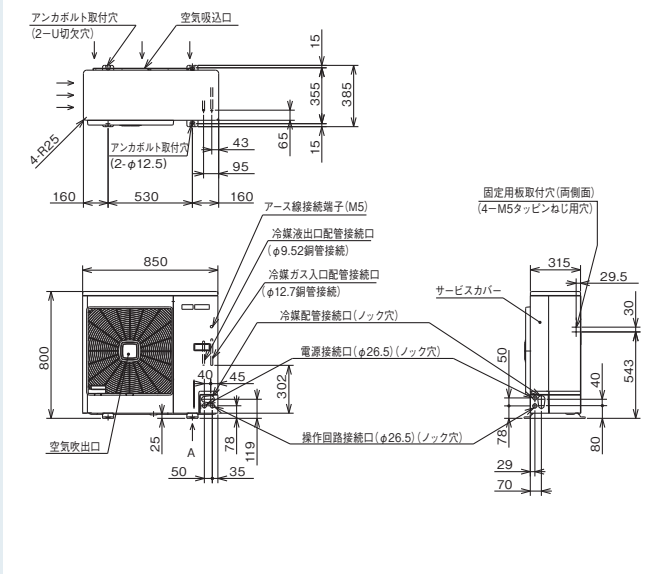 アンカボルト取付穴
(2-U切欠穴)
空気吸込口
15
355
385
15
65
43
95
4-R25
アンカボルト取付穴
(2-φ12.5)
160
530
160
アース線接続端子(M5)
冷媒液出口配管接続口
(φ9.52銅管接続)
冷媒ガス入口配管接続口
(φ12.7銅管接続)
冷媒配管接続口(ノック穴)
電源接続口(φ26.5)(ノック穴)
操作回路接続口(φ26.5)(ノック穴)
850
800
40
45
302
空気吹出口
25
A
78
119
50
35
固定用板取付穴(両側面)
(4-M5タッピンねじ用穴)
315
29.5
サービスカバー
30
543
50
40
78
80
29
70